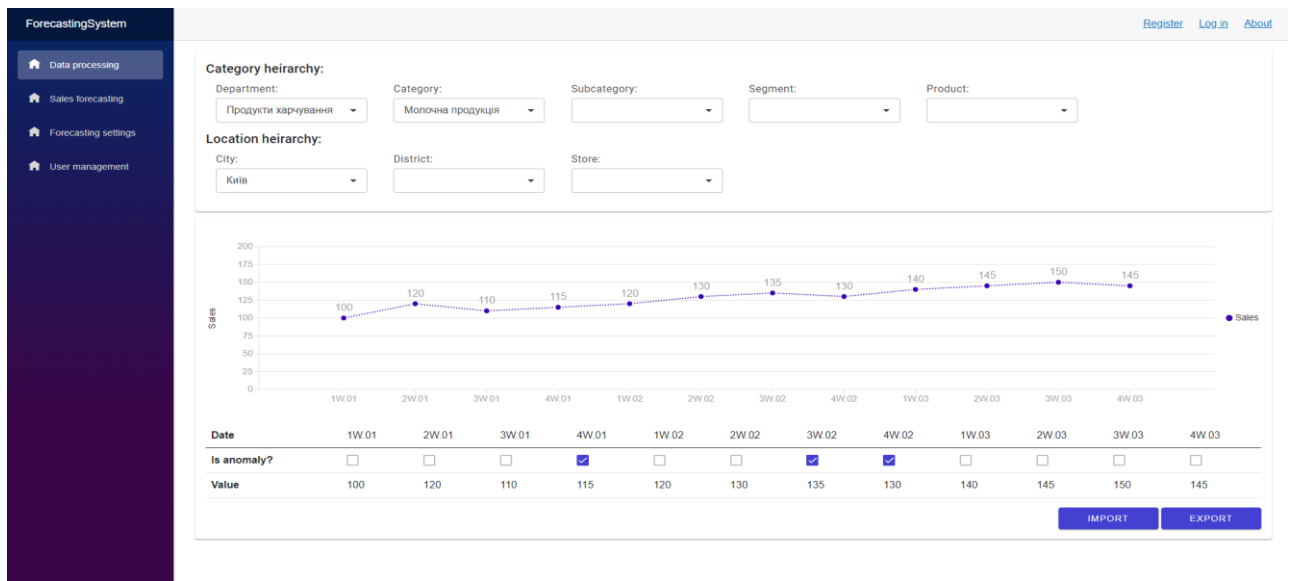 ForecastingSystem
Register Log in About
Data processing
Sales forecasting
Forecasting settings
User management
Category heirarchy:
Department: Category: Subcategory: Segment: Product:
Продукти харчування Молочна продукція
Location heirarchy:
City: District: Store:
Київ
200
175
150
125
100
75
50
25
0
Sales
100 120 110 115 120 130 135 130 140 145 150 145
Sales
1W.01 2W.01 3W.01 4W.01 1W.02 2W.02 3W.02 4W.02 1W.03 2W.03 3W.03 4W.03
Date 1W.01 2W.01 3W.01 4W.01 1W.02 2W.02 3W.02 4W.02 1W.03 2W.03 3W.03 4W.03
Is anomaly?
Value 100 120 110 115 120 130 135 130 140 145 150 145
IMPORT EXPORT